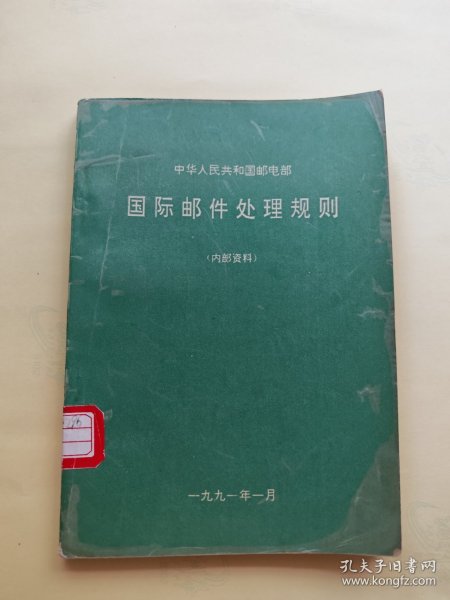 中华人民共和国邮电部
国际邮件处理规则
（内部资料）
一九九一年一月
孔夫子旧书网
www.kongfz.com